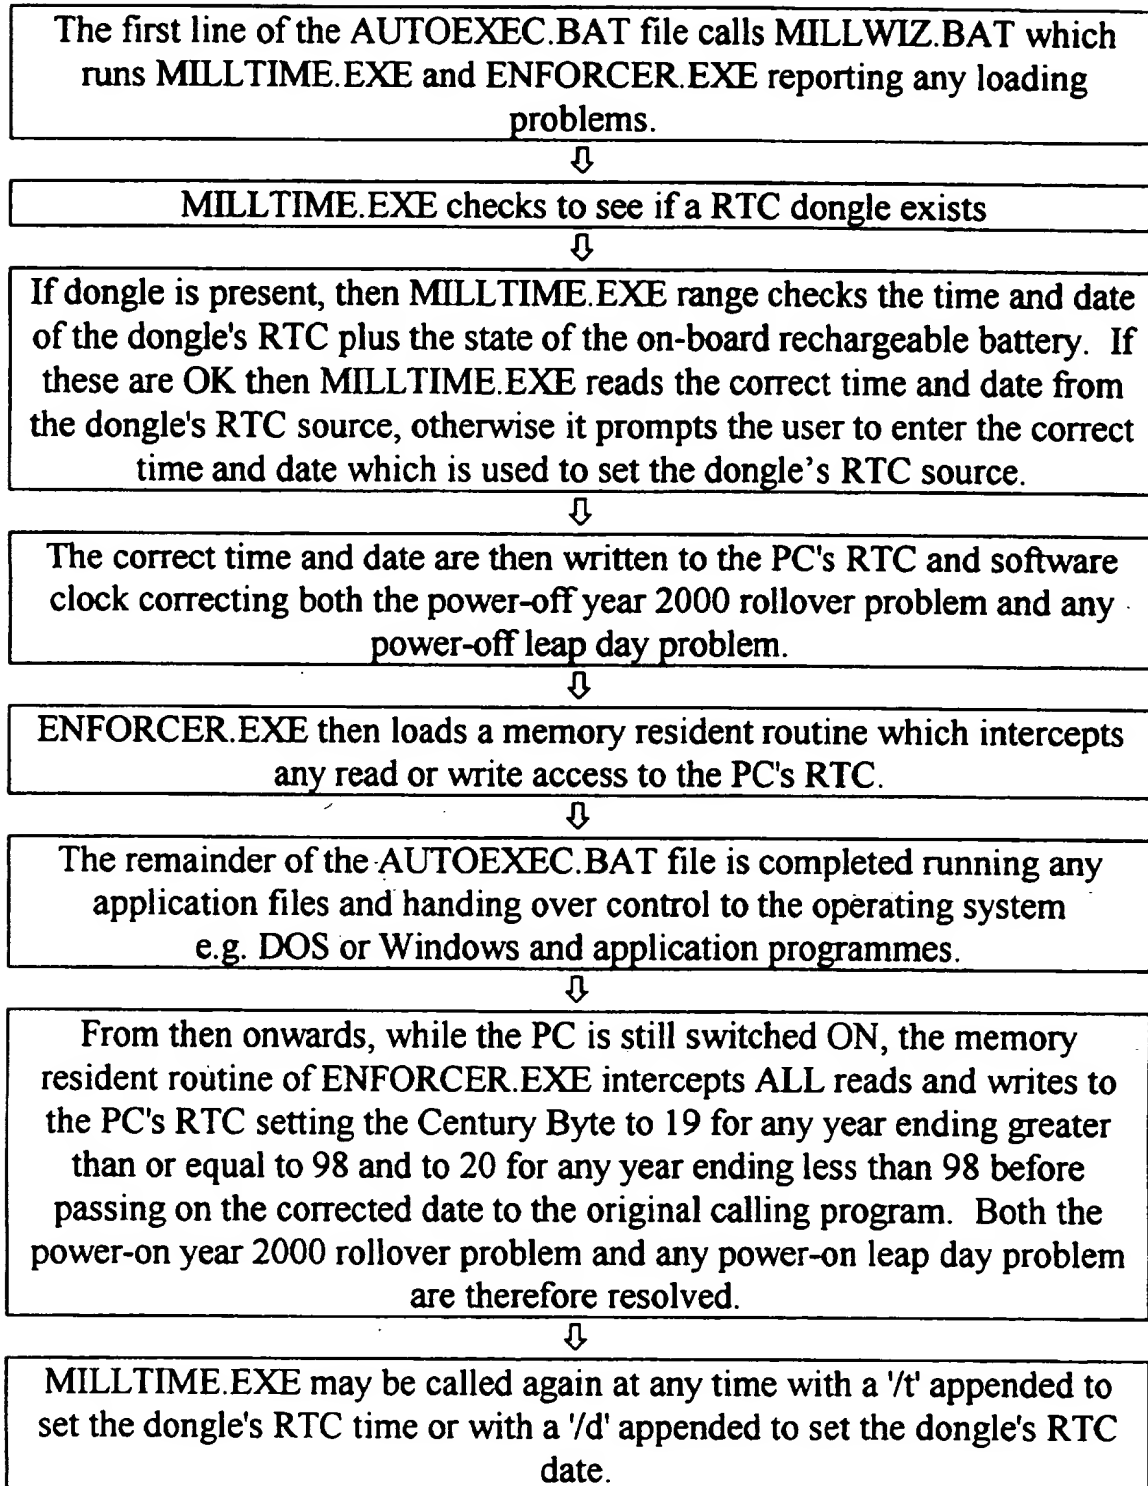 The first line of the AUTOEXEC.BAT file calls MILLWIZ.BAT which
runs MILLTIME.EXE and ENFORCER.EXE reporting any loading
problems.
⇩
MILLTIME.EXE checks to see if a RTC dongle exists
⇩
If dongle is present, then MILLTIME.EXE range checks the time and date
of the dongle's RTC plus the state of the on-board rechargeable battery. If
these are OK then MILLTIME.EXE reads the correct time and date from
the dongle's RTC source, otherwise it prompts the user to enter the correct
time and date which is used to set the dongle’s RTC source.
⇩
The correct time and date are then written to the PC's RTC and software
clock correcting both the power-off year 2000 rollover problem and any
power-off leap day problem.
⇩
ENFORCER.EXE then loads a memory resident routine which intercepts
any read or write access to the PC's RTC.
⇩
The remainder of the AUTOEXEC.BAT file is completed running any
application files and handing over control to the operating system
e.g. DOS or Windows and application programmes.
⇩
From then onwards, while the PC is still switched ON, the memory
resident routine of ENFORCER.EXE intercepts ALL reads and writes to
the PC's RTC setting the Century Byte to 19 for any year ending greater
than or equal to 98 and to 20 for any year ending less than 98 before
passing on the corrected date to the original calling program. Both the
power-on year 2000 rollover problem and any power-on leap day problem
are therefore resolved.
⇩
MILLTIME.EXE may be called again at any time with a '/t' appended to
set the dongle's RTC time or with a '/d' appended to set the dongle's RTC
date.